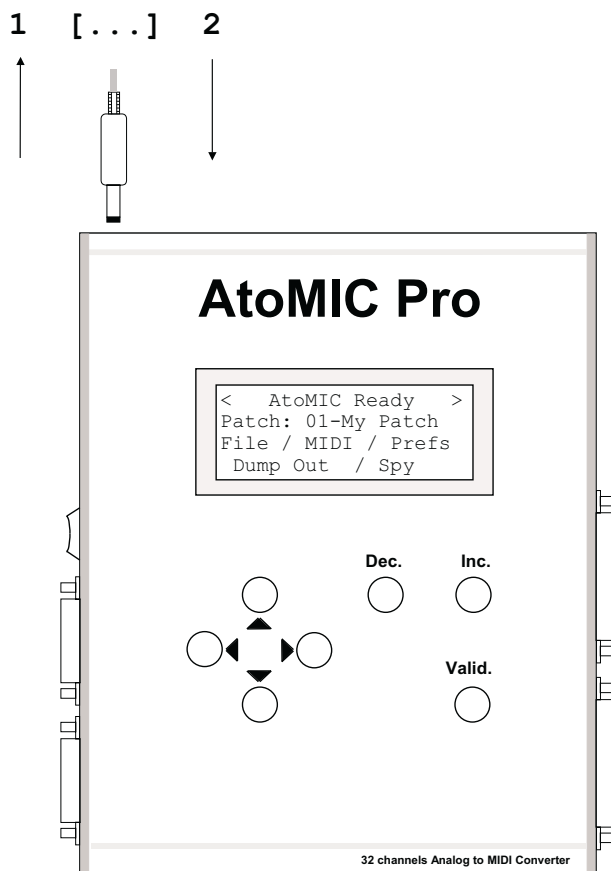 1 [...] 2
AtoMIC Pro
< AtoMIC Ready >
Patch: 01-My Patch
File / MIDI / Prefs
Dump Out / Spy
Dec. Inc.
Valid.
32 channels Analog to MIDI Converter